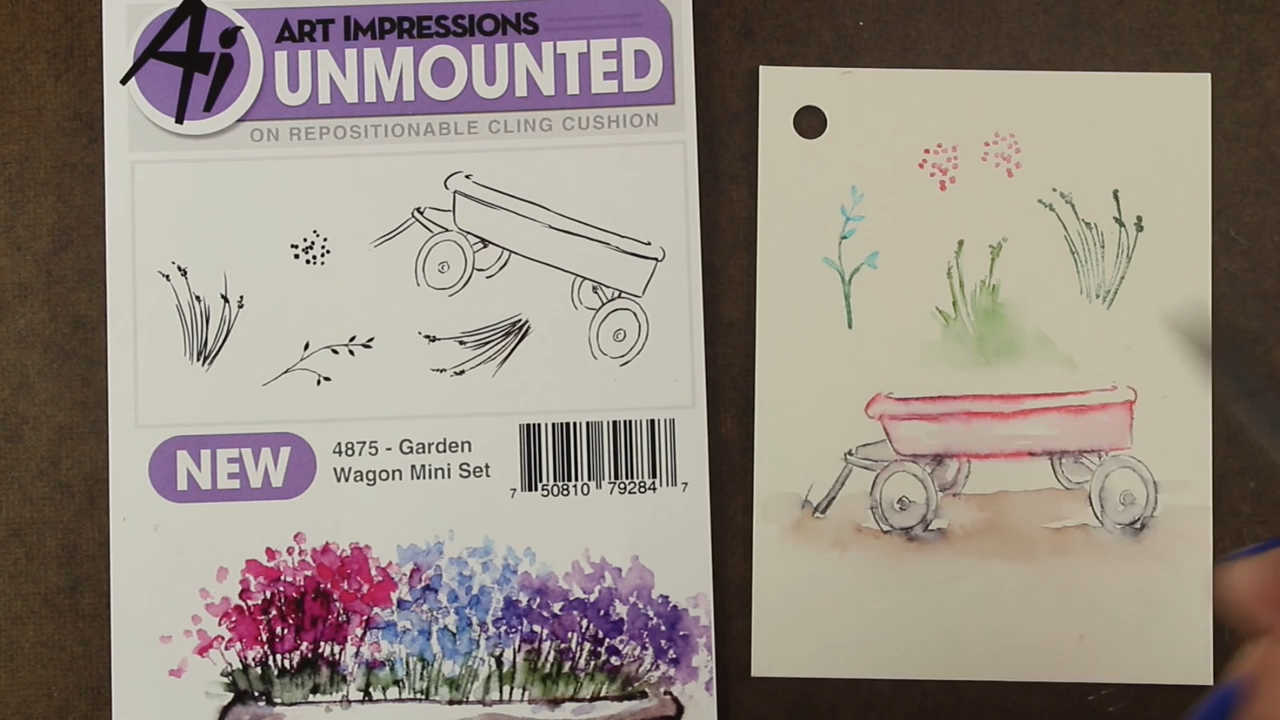 Ai
ART IMPRESSIONS
UNMOUNTED
ON REPOSITIONABLE CLING CUSHION
NEW
4875 - Garden
Wagon Mini Set
7 50810 79284 7